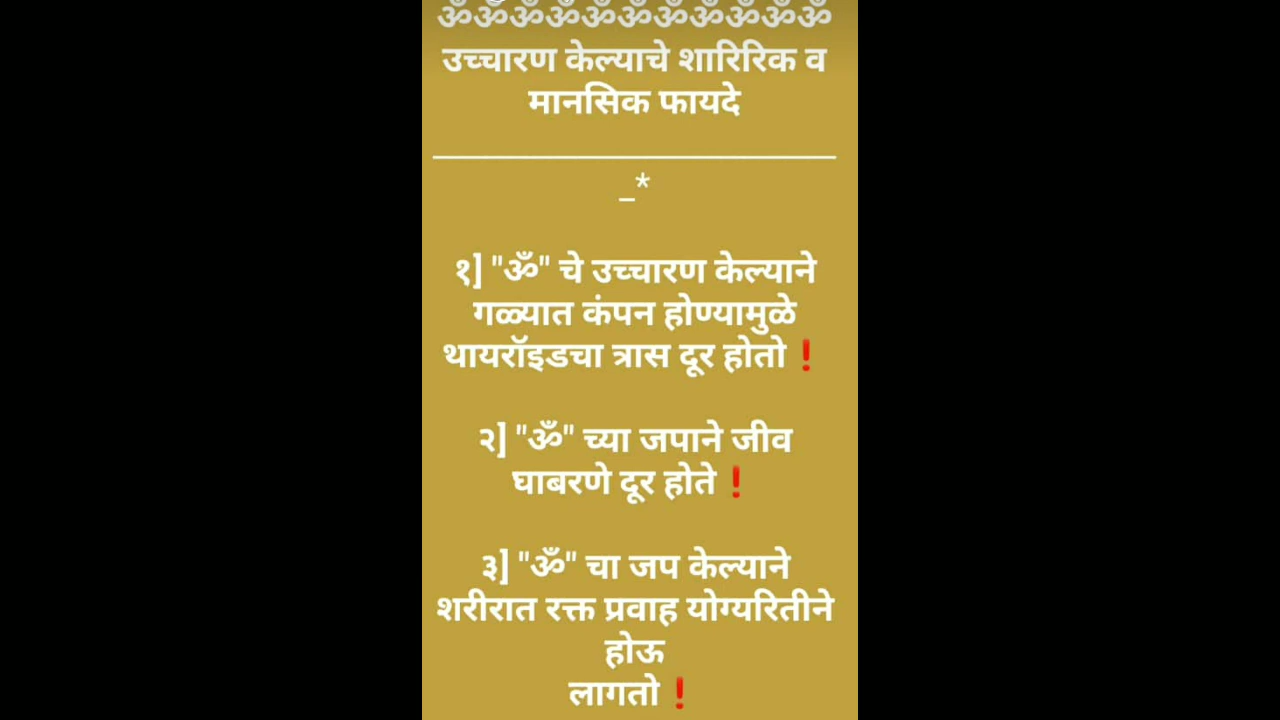 ॐॐॐॐॐॐॐॐॐॐॐ
उच्चारण केल्याचे शारिरिक व
मानसिक फायदे
_______________________________
_*
१] "ॐ" चे उच्चारण केल्याने
गळ्यात कंपन होण्यामुळे
थायरॉइडचा त्रास दूर होतो❗
२] "ॐ" च्या जपाने जीव
घाबरणे दूर होते❗
३] "ॐ" चा जप केल्याने
शरीरात रक्त प्रवाह योग्यरितीने
होऊ
लागतो❗